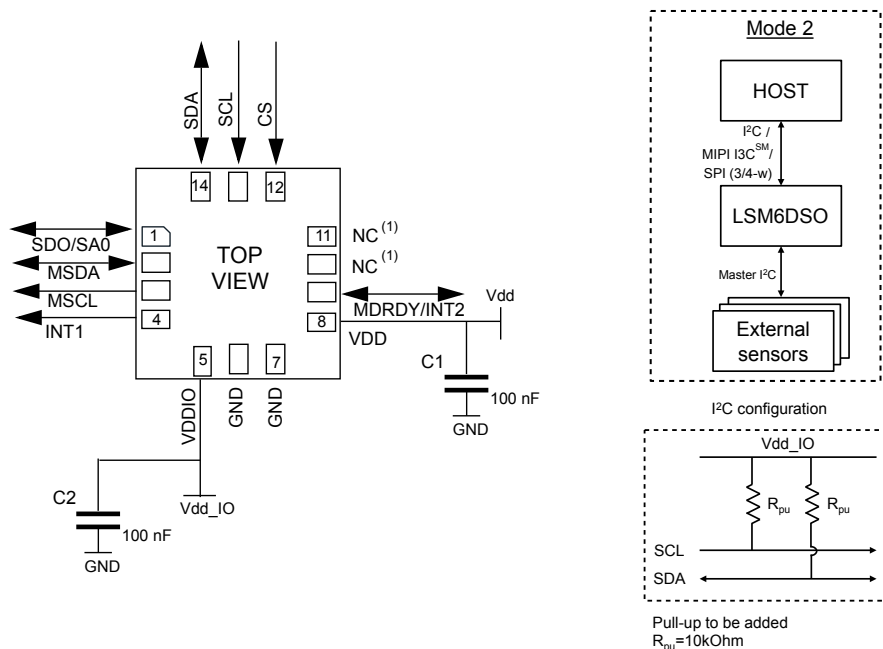 SDA
SCL
CS
14
12
1
11
NC (1)
NC (1)
TOP
VIEW
SDO/SA0
MSDA
MSCL
INT1
4
8
MDRDY/INT2
VDD
Vdd
5
7
VDDIO
GND
GND
C1
100 nF
GND
C2
100 nF
GND
Vdd_IO
Mode 2
HOST
I²C /
MIPI I3C SM/
SPI (3/4-w)
LSM6DSO
Master I²C
External
sensors
I²C configuration
Vdd_IO
Rpu
Rpu
SCL
SDA
Pull-up to be added
Rpu=10kOhm